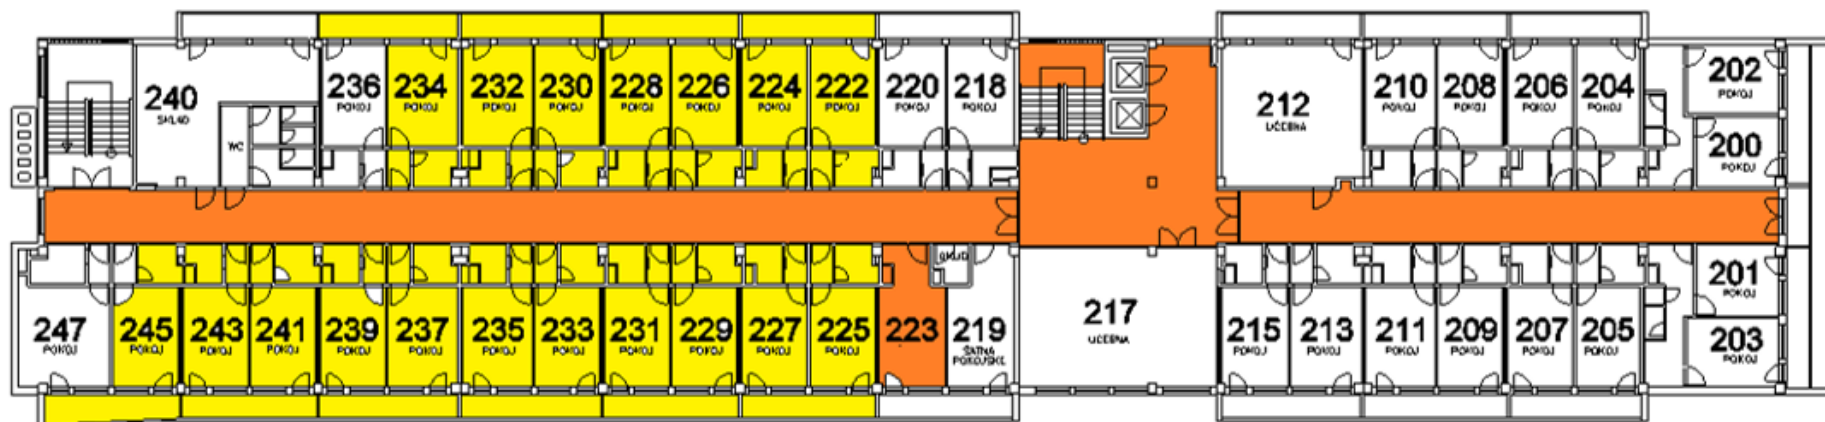 240
SKLAD
WC
236
POKOJ
234
POKOJ
232
POKOJ
230
POKOJ
228
POKOJ
226
POKOJ
224
POKOJ
222
POKOJ
220
POKOJ
218
POKOJ
212
UČEBNA
210
POKOJ
208
POKOJ
206
POKOJ
204
POKOJ
202
POKOJ
200
POKOJ
247
POKOJ
245
POKOJ
243
POKOJ
241
POKOJ
239
POKOJ
237
POKOJ
235
POKOJ
233
POKOJ
231
POKOJ
229
POKOJ
227
POKOJ
225
POKOJ
223
SKLAD
219
ŠATNA
POKOJSKÉ
217
UČEBNA
215
POKOJ
213
POKOJ
211
POKOJ
209
POKOJ
207
POKOJ
205
POKOJ
201
POKOJ
203
POKOJ